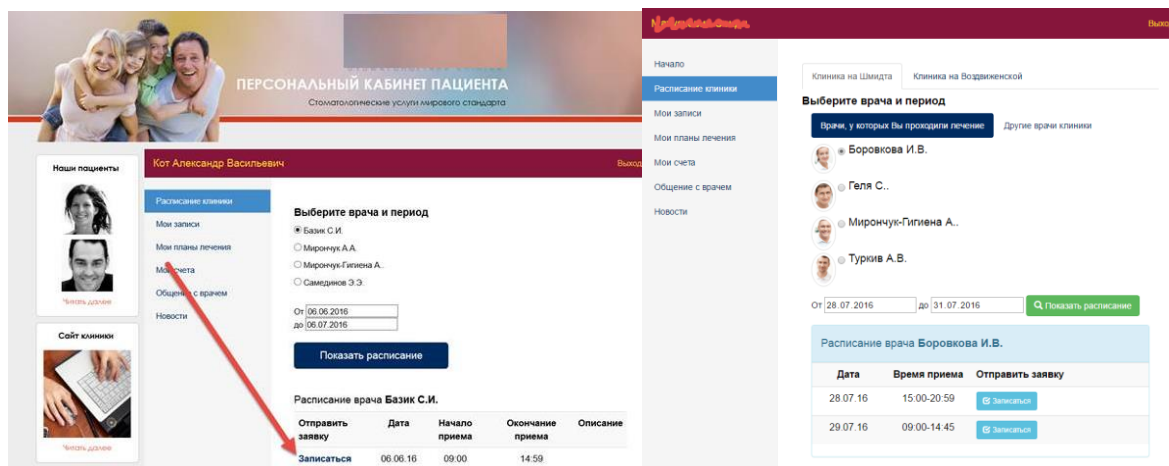 ПЕРСОНАЛЬНЫЙ КАБИНЕТ ПАЦИЕНТА
Стоматологические услуги мирового стандарта
Наши пациенты
Читать далее
Сайт клиники
Читать далее
Кот Александр Васильевич
Выход
Расписание клиники
Мои записи
Мои планы лечения
Мои счета
Общение с врачем
Новости
Выберите врача и период
Базик С.И.
Мирончук А.А.
Мирончук-Гигиена А..
Самединов Э.Э.
От 06.06.2016
до 06.07.2016
Показать расписание
Расписание врача Базик С.И.
Отправить заявку Дата Начало приема Окончание приема Описание
Записаться 06.06.16 09:00 14:59
Выхо
Начало
Расписание клиники
Мои записи
Мои планы лечения
Мои счета
Общение с врачем
Новости
Клиника на Шмидта Клиника на Воздвиженской
Выберите врача и период
Врачи, у которых Вы проходили лечение Другие врачи клиники
Боровкова И.В.
Геля С..
Мирончук-Гигиена А..
Туркив А.В.
От 28.07.2016 до 31.07.2016 Показать расписание
Расписание врача Боровкова И.В.
Дата Время приема Отправить заявку
28.07.16 15:00-20:59 Записаться
29.07.16 09:00-14:45 Записаться